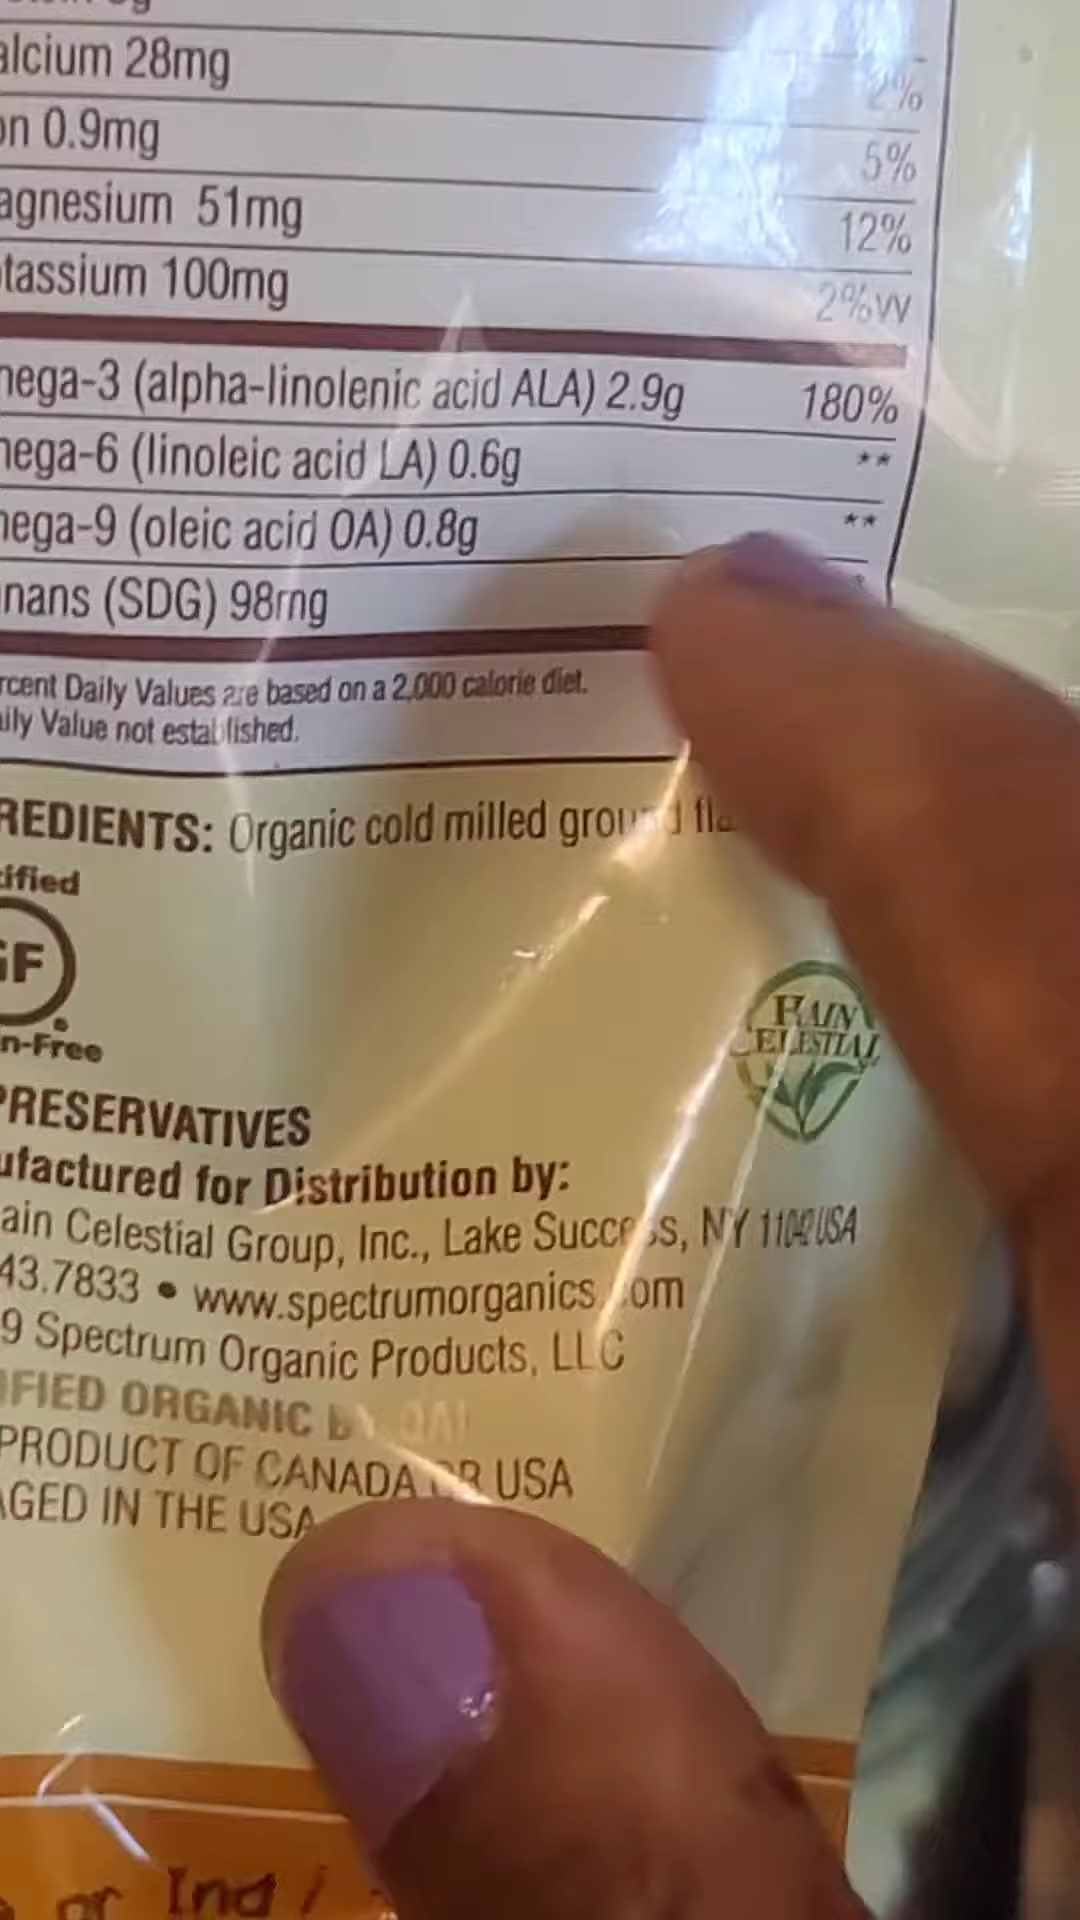 alcium 28mg 2%
on 0.9mg 5%
agnesium 51mg 12%
tassium 100mg 2%
nega-3 (alpha-linolenic acid ALA) 2.9g 180%
nega-6 (linoleic acid LA) 0.6g **
nega-9 (oleic acid OA) 0.8g **
nans (SDG) 98mg
rcent Daily Values are based on a 2,000 calorie diet.
aily Value not established.
REDIENTS: Organic cold milled ground fla
ified
GF
n-Free
HAIN
CELESTIAL
PRESERVATIVES
ufactured for Distribution by:
ain Celestial Group, Inc., Lake Success, NY 11042 USA
43.7833 • www.spectrumorganics.com
9 Spectrum Organic Products, LLC
IFIED ORGANIC BY QAI
PRODUCT OF CANADA OR USA
AGED IN THE USA
or Ind